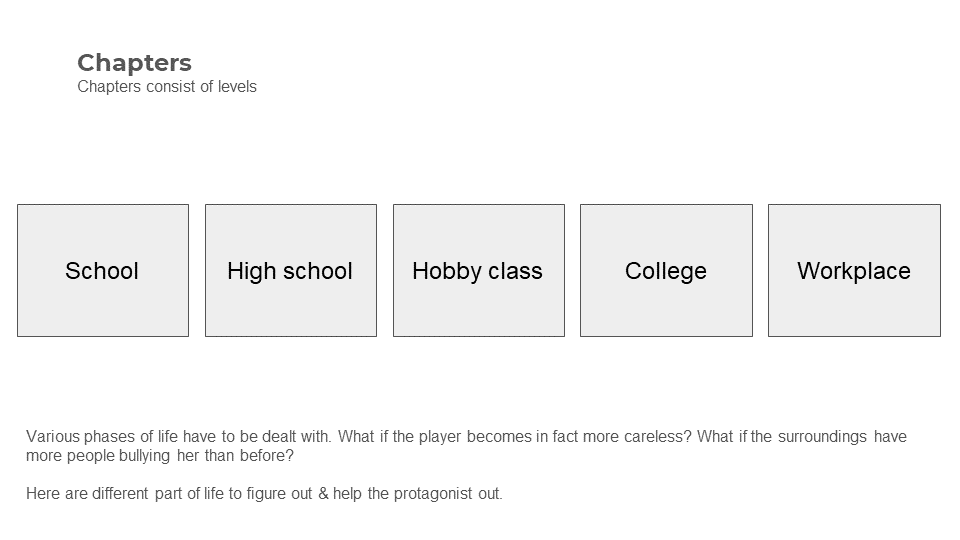 Chapters
Chapters consist of levels
School
High school
Hobby class
College
Workplace
Various phases of life have to be dealt with. What if the player becomes in fact more careless? What if the surroundings have
more people bullying her than before?
Here are different part of life to figure out & help the protagonist out.